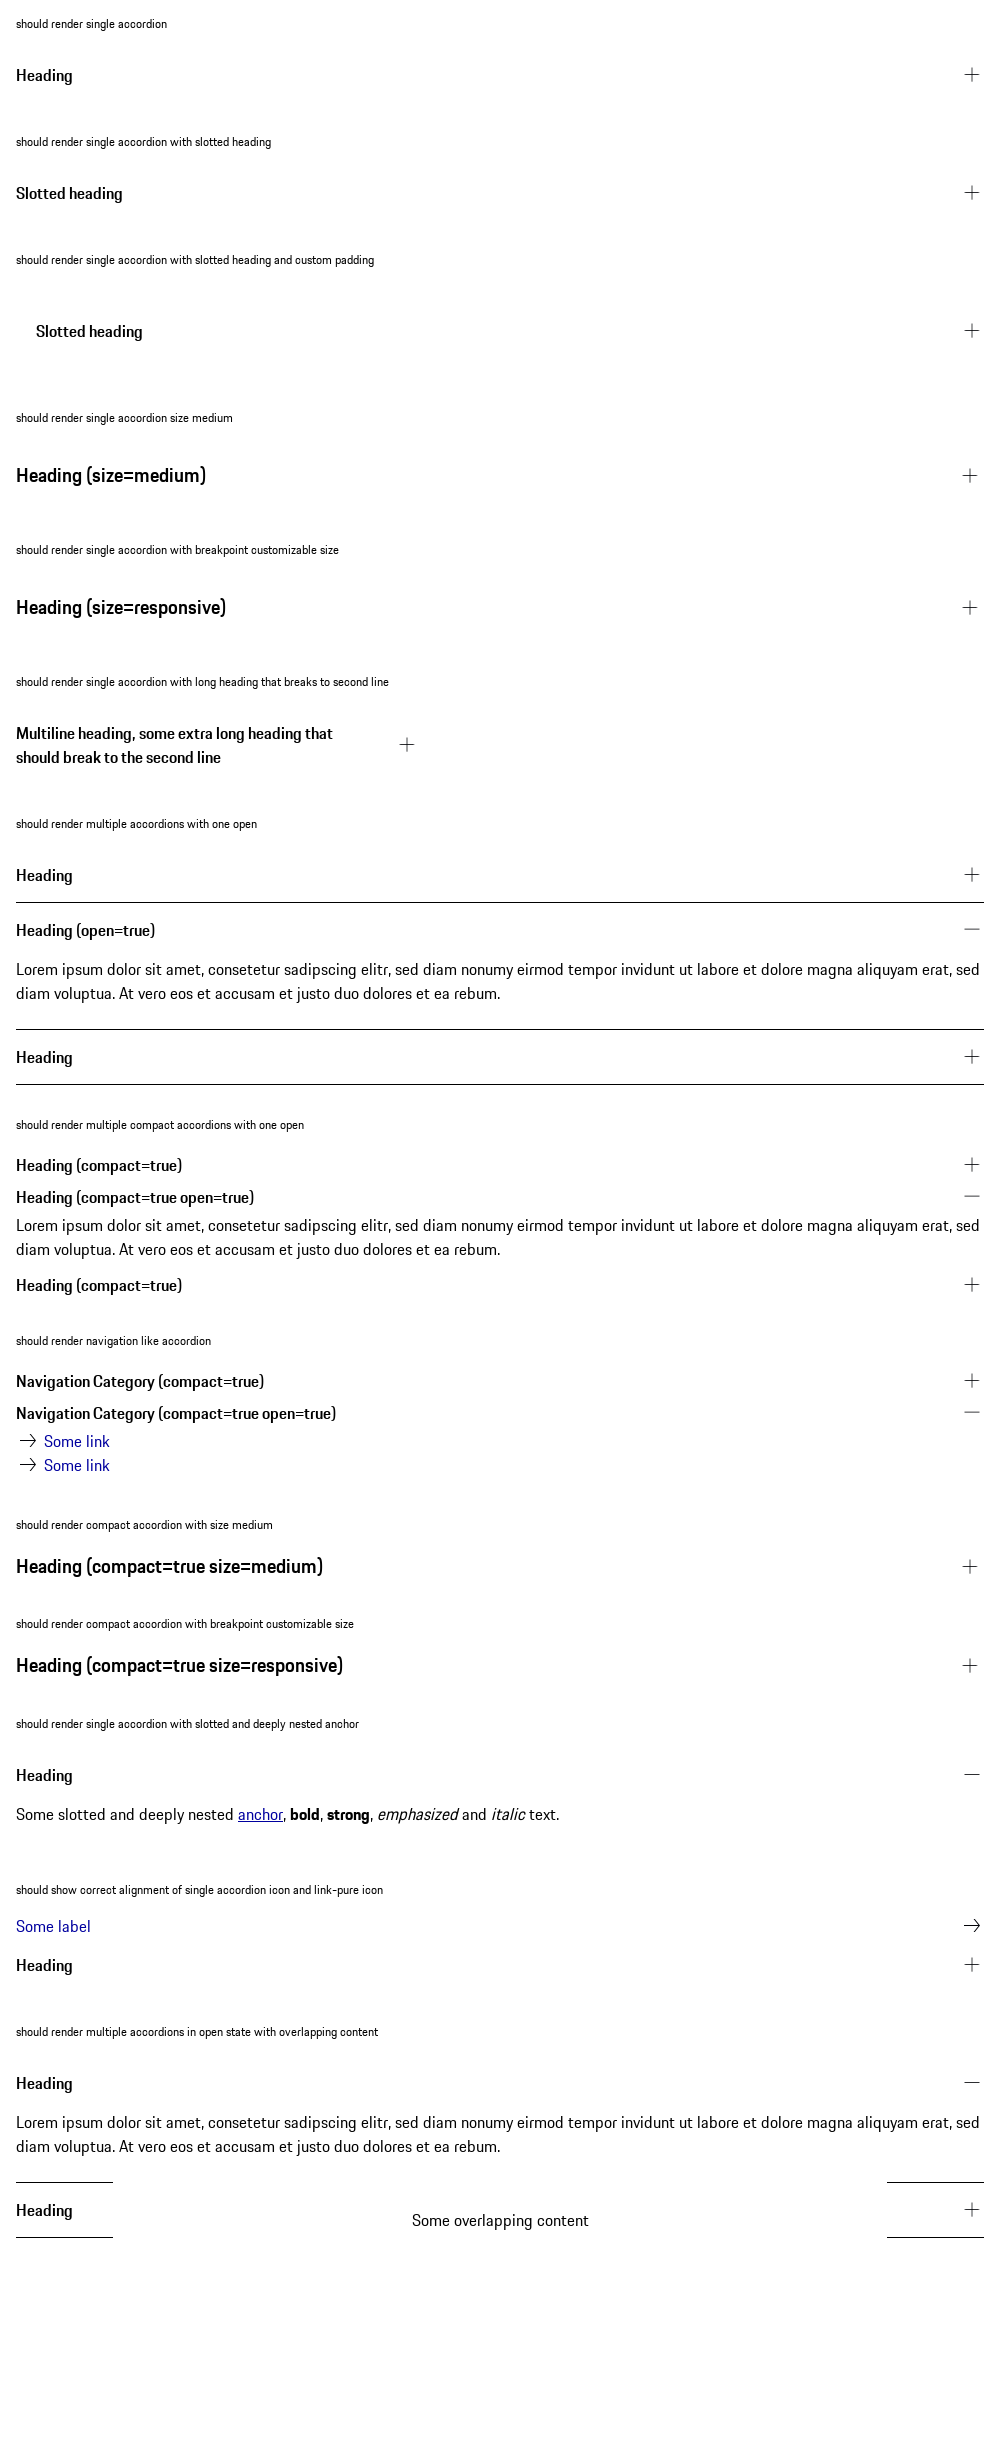 should render single accordion
Heading
should render single accordion with slotted heading
Slotted heading
should render single accordion with slotted heading and custom padding
Slotted heading
should render single accordion size medium
Heading (size=medium)
should render single accordion with breakpoint customizable size
Heading (size=responsive)
should render single accordion with long heading that breaks to second line
Multiline heading, some extra long heading that
should break to the second line
should render multiple accordions with one open
Heading
Heading (open=true)
Lorem ipsum dolor sit amet, consetetur sadipscing elitr, sed diam nonumy eirmod tempor invidunt ut labore et dolore magna aliquyam erat, sed
diam voluptua. At vero eos et accusam et justo duo dolores et ea rebum.
Heading
should render multiple compact accordions with one open
Heading (compact=true)
Heading (compact=true open=true)
Lorem ipsum dolor sit amet, consetetur sadipscing elitr, sed diam nonumy eirmod tempor invidunt ut labore et dolore magna aliquyam erat, sed
diam voluptua. At vero eos et accusam et justo duo dolores et ea rebum.
Heading (compact=true)
should render navigation like accordion
Navigation Category (compact=true)
Navigation Category (compact=true open=true)
Some link
Some link
should render compact accordion with size medium
Heading (compact=true size=medium)
should render compact accordion with breakpoint customizable size
Heading (compact=true size=responsive)
should render single accordion with slotted and deeply nested anchor
Heading
Some slotted and deeply nested anchor, bold, strong, emphasized and italic text.
should show correct alignment of single accordion icon and link-pure icon
Some label
Heading
should render multiple accordions in open state with overlapping content
Heading
Lorem ipsum dolor sit amet, consetetur sadipscing elitr, sed diam nonumy eirmod tempor invidunt ut labore et dolore magna aliquyam erat, sed
diam voluptua. At vero eos et accusam et justo duo dolores et ea rebum.
Heading
Some overlapping content